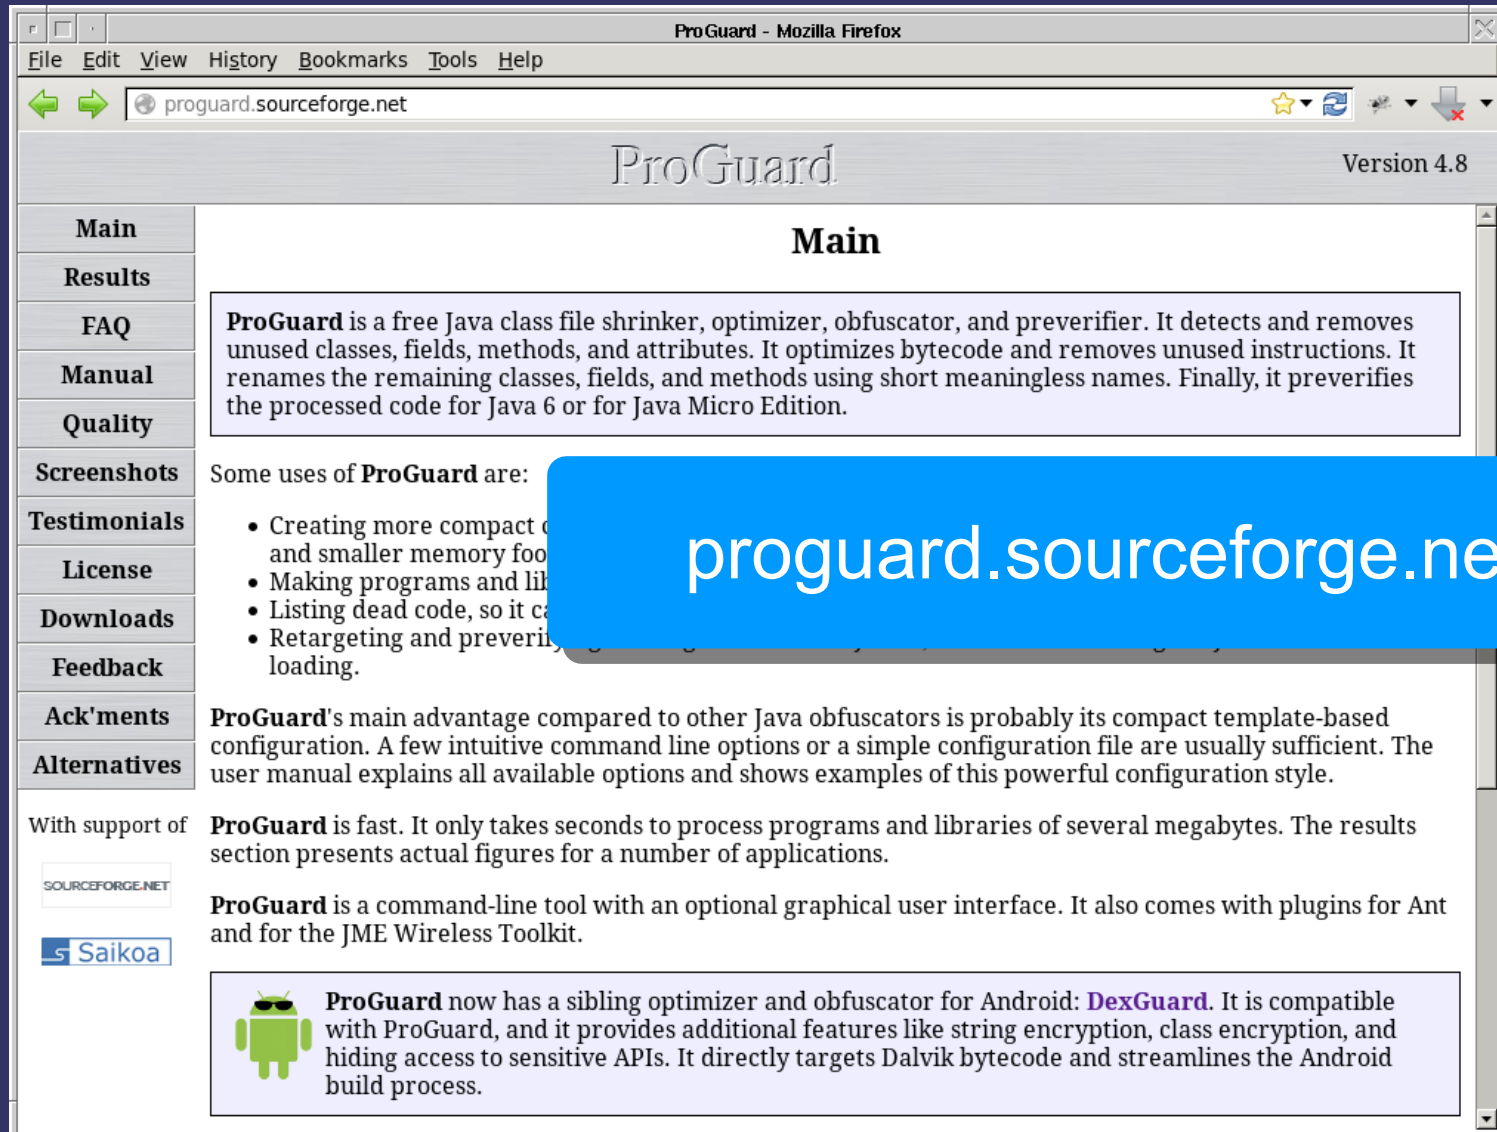 ProGuard - Mozilla Firefox
File Edit View History Bookmarks Tools Help
proguard.sourceforge.net
ProGuard
Version 4.8
Main
Results
FAQ
Manual
Quality
Screenshots
Testimonials
License
Downloads
Feedback
Ack'ments
Alternatives
With support of
SOURCEFORGE.NET
Saikoa
Main
ProGuard is a free Java class file shrinker, optimizer, obfuscator, and preverifier. It detects and removes
unused classes, fields, methods, and attributes. It optimizes bytecode and removes unused instructions. It
renames the remaining classes, fields, and methods using short meaningless names. Finally, it preverifies
the processed code for Java 6 or for Java Micro Edition.
Some uses of ProGuard are:
• Creating more compact
and smaller memory
• Making programs and
• Listing dead code, so it
• Retargeting and
loading.
proguard.sourceforge.ne
ProGuard's main advantage compared to other Java obfuscators is probably its compact template-based
configuration. A few intuitive command line options or a simple configuration file are usually sufficient. The
user manual explains all available options and shows examples of this powerful configuration style.
ProGuard is fast. It only takes seconds to process programs and libraries of several megabytes. The results
section presents actual figures for a number of applications.
ProGuard is a command-line tool with an optional graphical user interface. It also comes with plugins for Ant
and for the JME Wireless Toolkit.
ProGuard now has a sibling optimizer and obfuscator for Android: DexGuard. It is compatible
with ProGuard, and it provides additional features like string encryption, class encryption, and
hiding access to sensitive APIs. It directly targets Dalvik bytecode and streamlines the Android
build process.